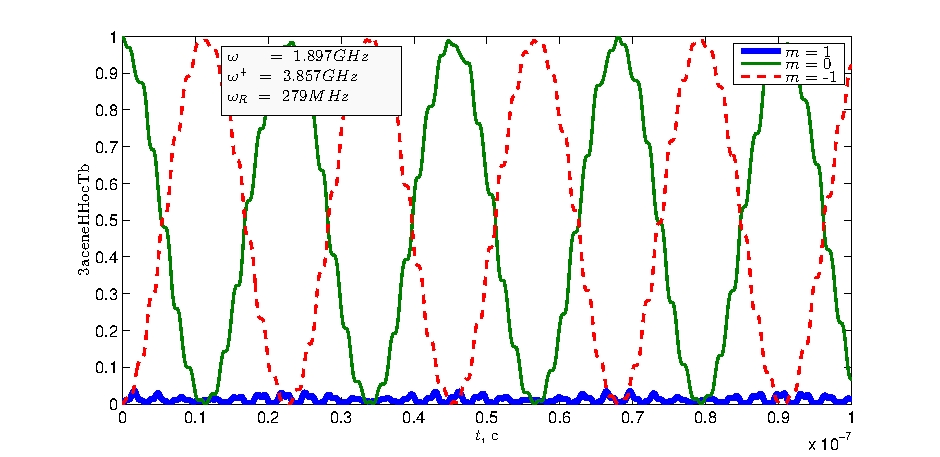 1
0.9
0.8
0.7
0.6
0.5
0.4
0.3
0.2
0.1
0
3aceneHHocTb
ω = 1.897GHz
ω⁺ = 3.857GHz
ω_R = 279MHz
m = 1
m = 0
m = -1
0 0.1 0.2 0.3 0.4 0.5 0.6 0.7 0.8 0.9 1
t, c
x 10⁻⁷